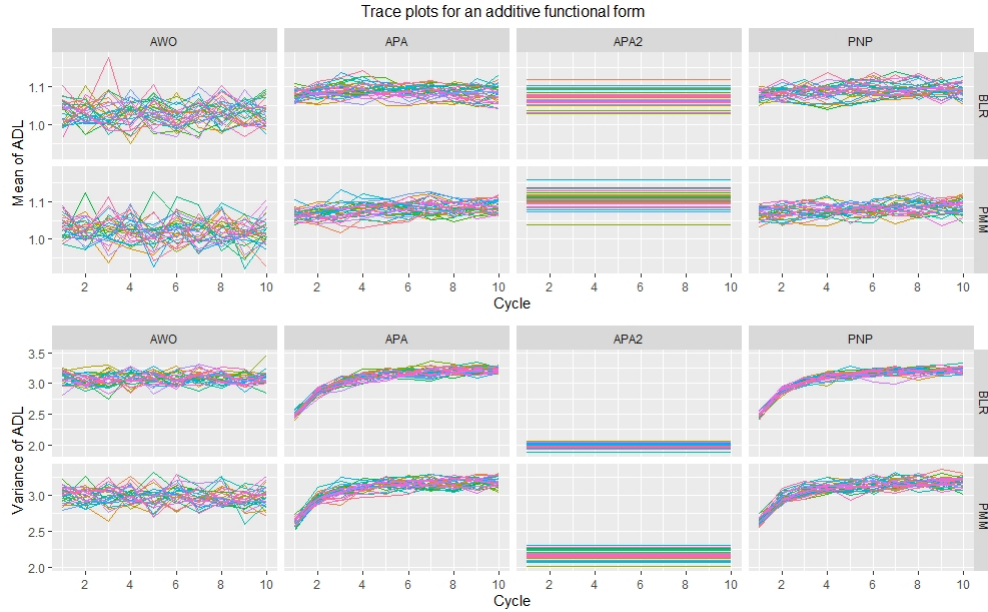 Trace plots for an additive functional form
AWO APA APA2 PNP
Mean of ADL
1.1
1.0
BLR
1.1
1.0
PMM
2 4 6 8 10 2 4 6 8 10 2 4 6 8 10 2 4 6 8 10
Cycle
AWO APA APA2 PNP
Variance of ADL
3.5
3.0
2.5
2.0
BLR
3.0
2.5
2.0
PMM
2 4 6 8 10 2 4 6 8 10 2 4 6 8 10 2 4 6 8 10
Cycle